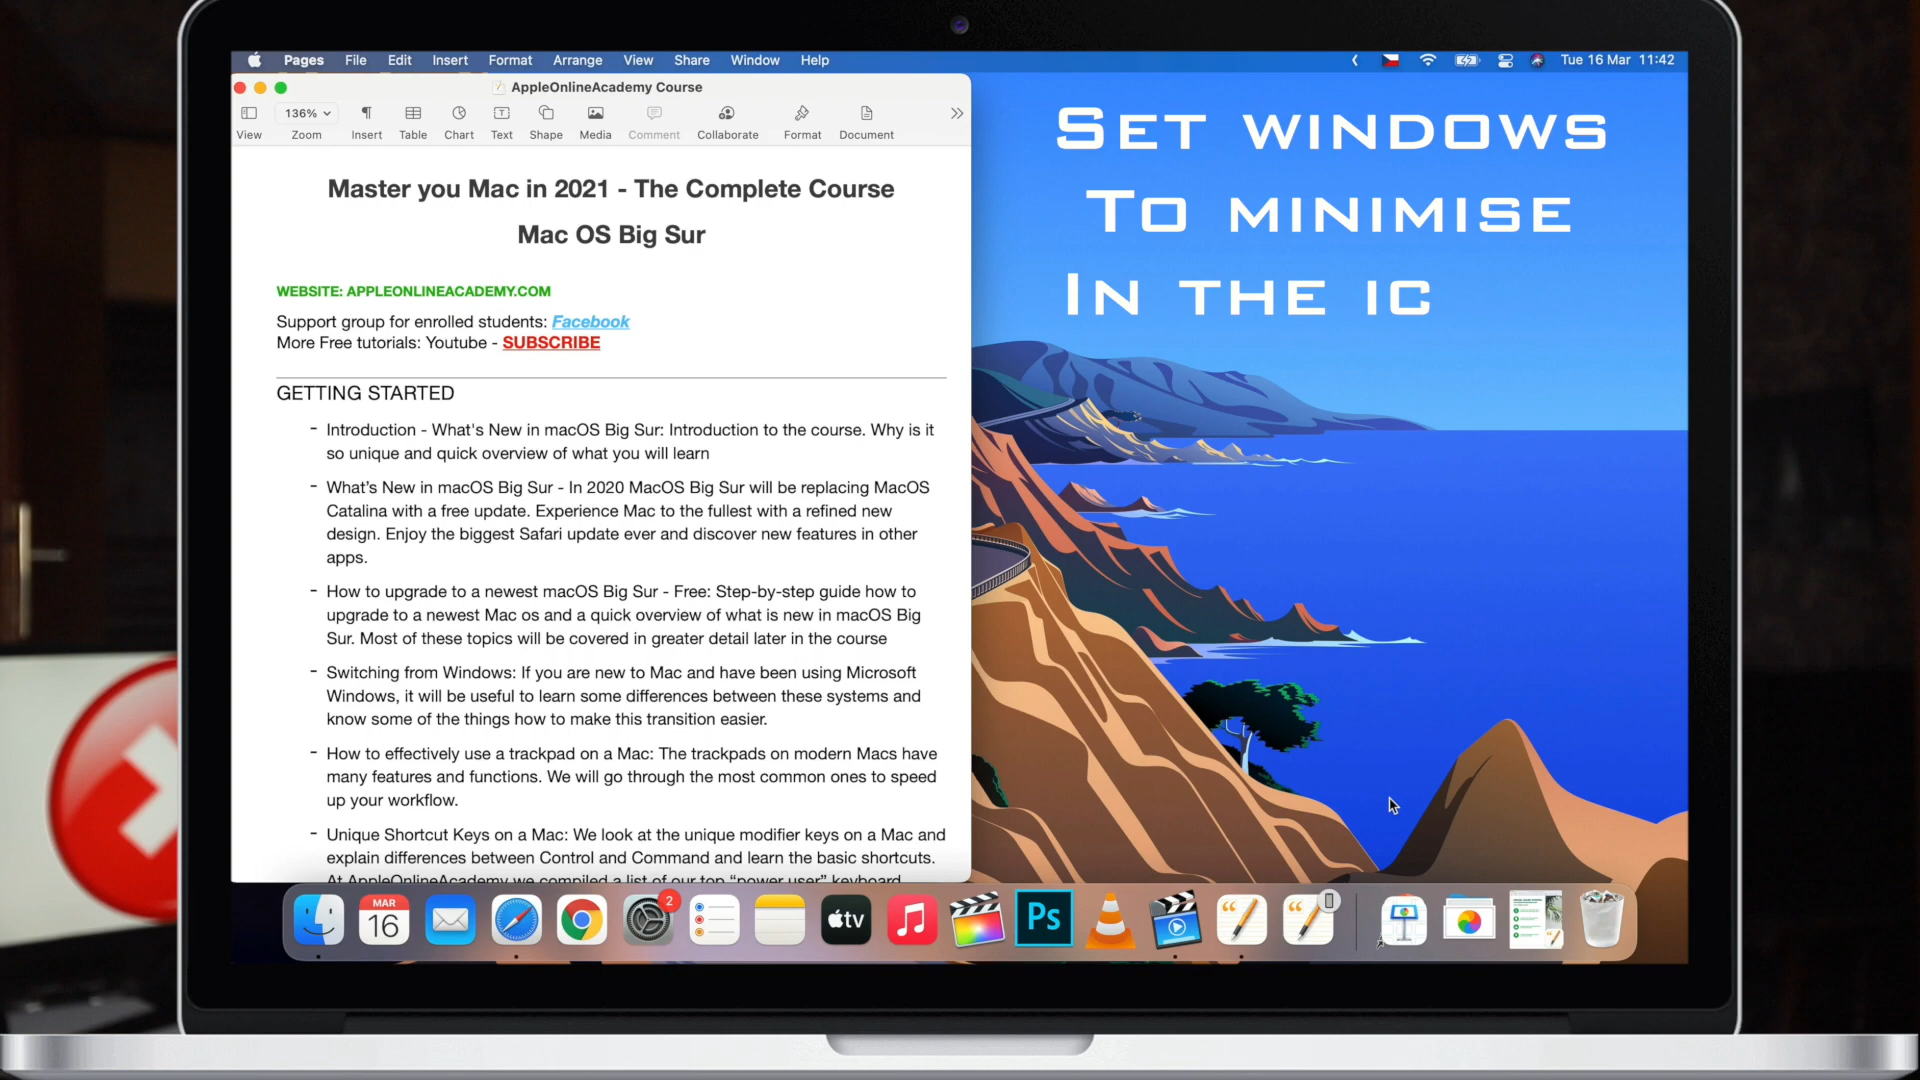 Pages File Edit Insert Format Arrange View Share Window Help
Tue 16 Mar 11:42
AppleOnlineAcademy Course
136%
View Zoom Insert Table Chart Text Shape Media Comment Collaborate Format Document
Master you Mac in 2021 - The Complete Course
Mac OS Big Sur
WEBSITE: APPLEONLINEACADEMY.COM
Support group for enrolled students: Facebook
More Free tutorials: Youtube - SUBSCRIBE
GETTING STARTED
- Introduction - What's New in macOS Big Sur: Introduction to the course. Why is it
so unique and quick overview of what you will learn
- What’s New in macOS Big Sur - In 2020 MacOS Big Sur will be replacing MacOS
Catalina with a free update. Experience Mac to the fullest with a refined new
design. Enjoy the biggest Safari update ever and discover new features in other
apps.
- How to upgrade to a newest macOS Big Sur - Free: Step-by-step guide how to
upgrade to a newest Mac os and a quick overview of what is new in macOS Big
Sur. Most of these topics will be covered in greater detail later in the course
- Switching from Windows: If you are new to Mac and have been using Microsoft
Windows, it will be useful to learn some differences between these systems and
know some of the things how to make this transition easier.
- How to effectively use a trackpad on a Mac: The trackpads on modern Macs have
many features and functions. We will go through the most common ones to speed
up your workflow.
- Unique Shortcut Keys on a Mac: We look at the unique modifier keys on a Mac and
explain differences between Control and Command and learn the basic shortcuts.
At AppleOnlineAcademy we compiled a list of our top “power user” keyboard
SET WINDOWS
TO MINIMISE
IN THE IC
MAR
16
2
tv
Ps